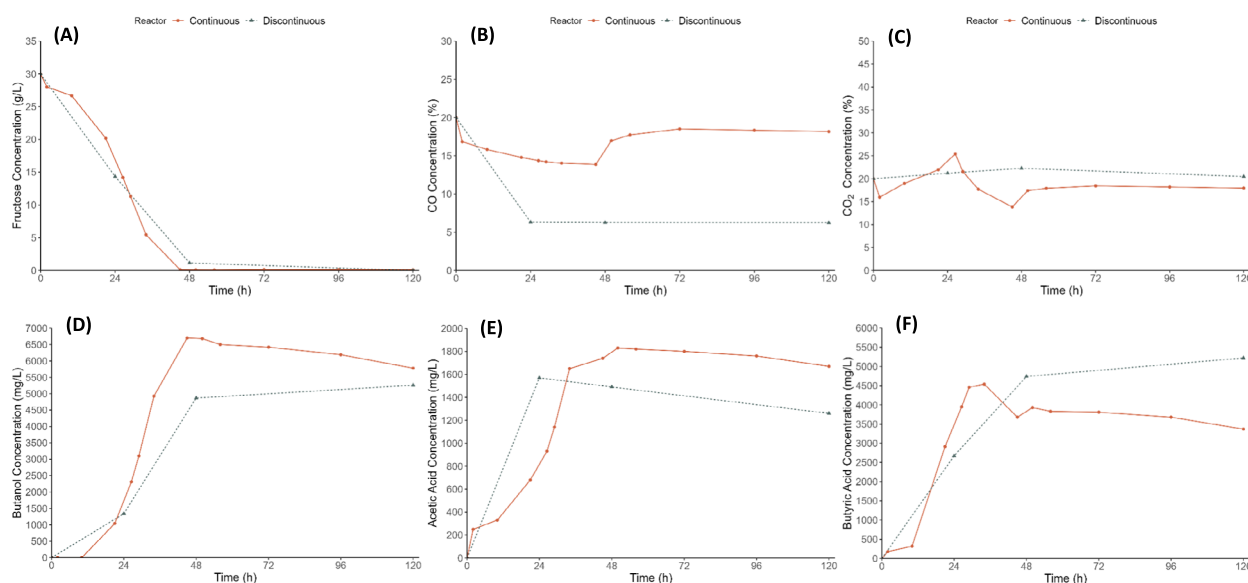 Reactor Continuous Discontinuous
(A)
Fructose Concentration (g/L)
35
30
25
20
15
10
5
0
0 24 48 72 96 120
Time (h)
Reactor Continuous Discontinuous
(B)
CO Concentration (%)
30
25
20
15
10
5
0
0 24 48 72 96 120
Time (h)
Reactor Continuous Discontinuous
(C)
CO₂ Concentration (%)
50
45
40
35
30
25
20
15
10
5
0
0 24 48 72 96 120
Time (h)
(D)
Butanol Concentration (mg/L)
7000
6500
6000
5500
5000
4500
4000
3500
3000
2500
2000
1500
1000
500
0
0 24 48 72 96 120
Time (h)
(E)
Acetic Acid Concentration (mg/L)
2000
1800
1600
1400
1200
1000
800
600
400
200
0
0 24 48 72 96 120
Time (h)
(F)
Butyric Acid Concentration (mg/L)
6000
5500
5000
4500
4000
3500
3000
2500
2000
1500
1000
500
0
0 24 48 72 96 120
Time (h)